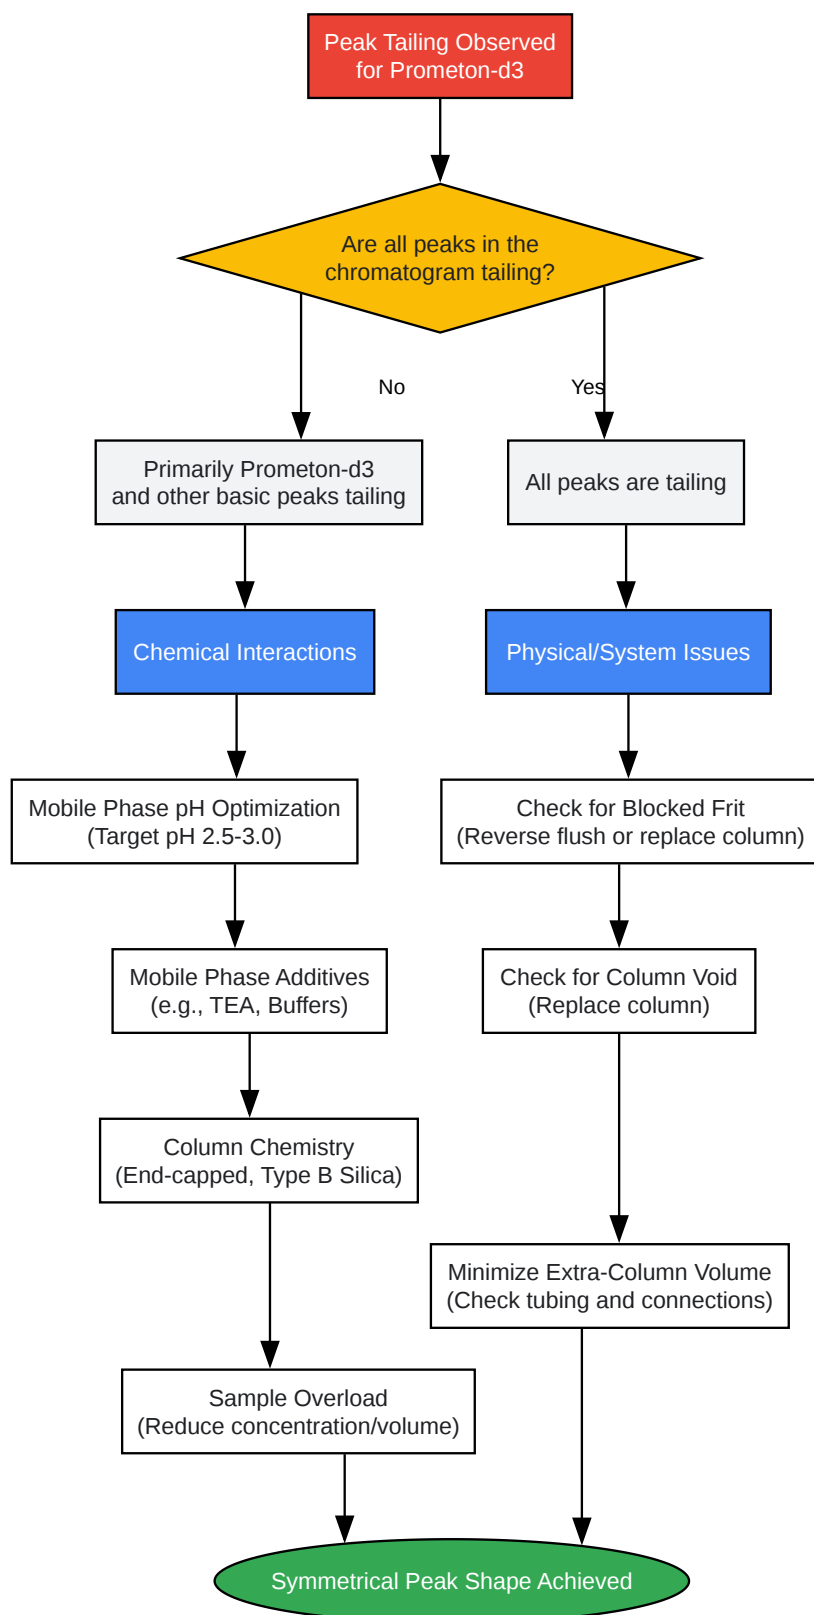 Peak Tailing Observed
for Prometon-d3
Are all peaks in the
chromatogram tailing?
No
Yes
Primarily Prometon-d3
and other basic peaks tailing
All peaks are tailing
Chemical Interactions
Physical/System Issues
Mobile Phase pH Optimization
(Target pH 2.5-3.0)
Check for Blocked Frit
(Reverse flush or replace column)
Mobile Phase Additives
(e.g., TEA, Buffers)
Check for Column Void
(Replace column)
Column Chemistry
(End-capped, Type B Silica)
Minimize Extra-Column Volume
(Check tubing and connections)
Sample Overload
(Reduce concentration/volume)
Symmetrical Peak Shape Achieved